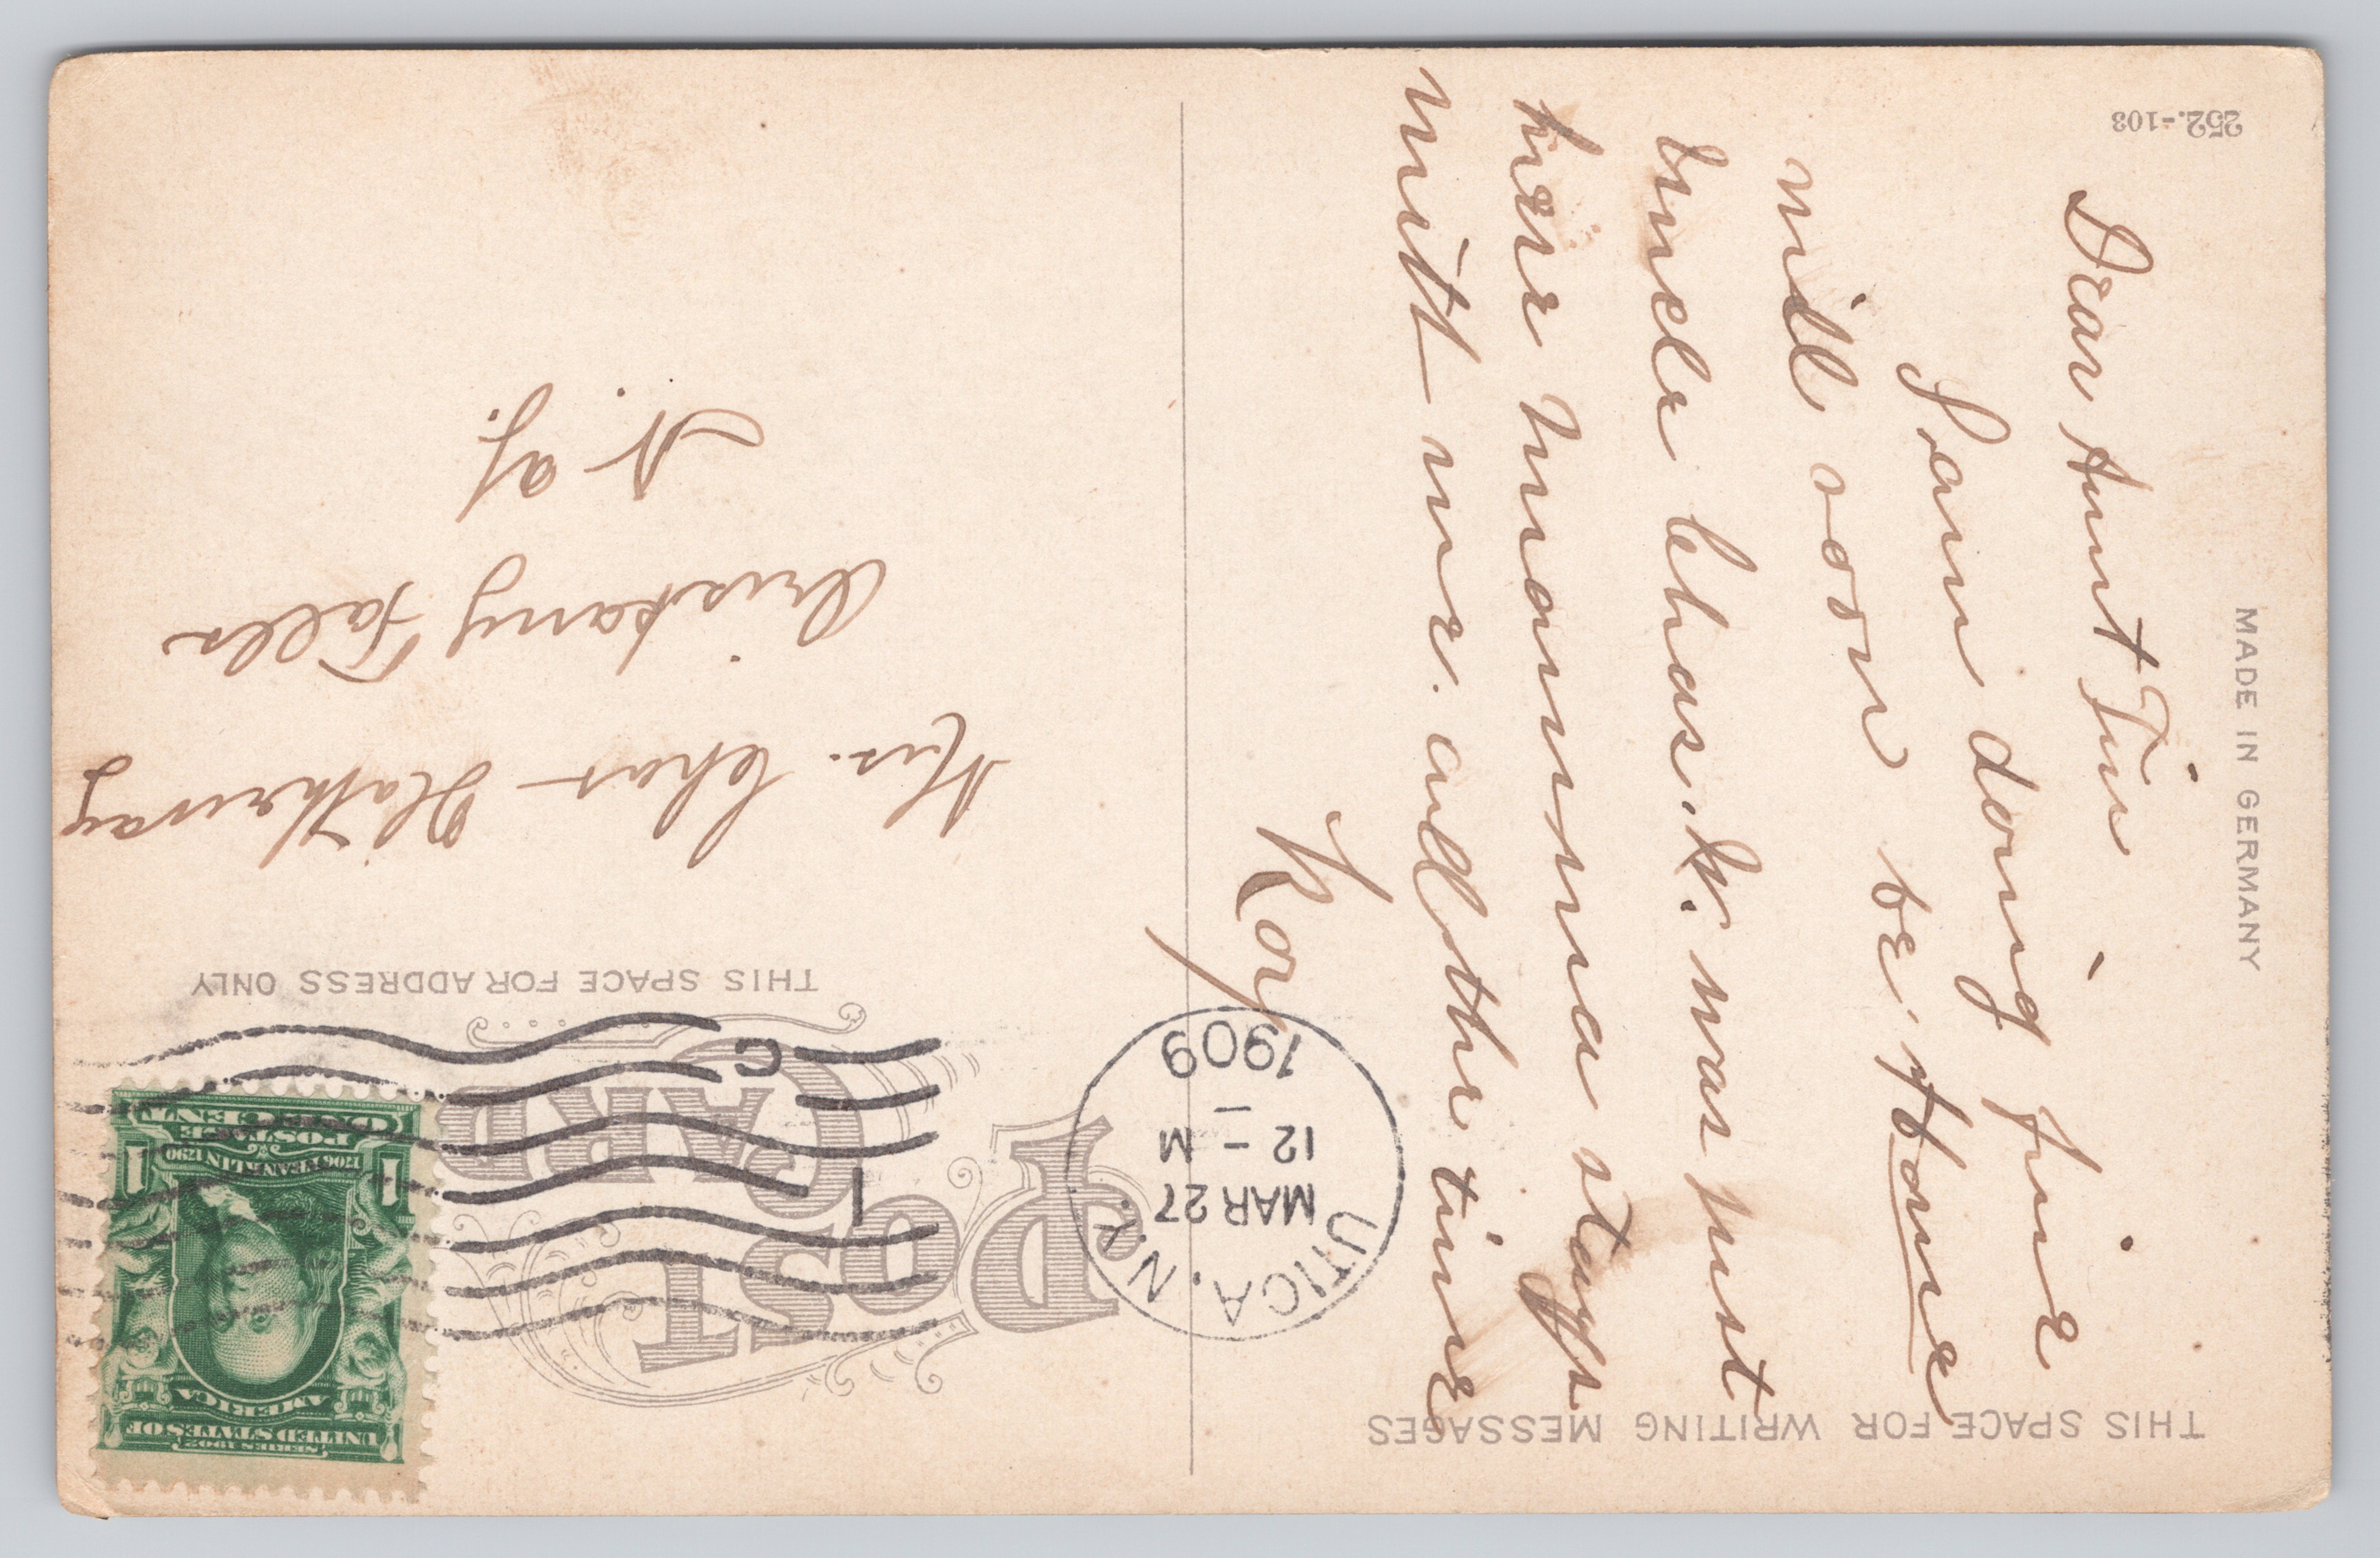 THIS SPACE FOR WRITING MESSAGES
Dear Aunt Tin
I am doing fine
will soon be home
Uncle Chas. W. was just
here Mamma stays
with me all the time
Roy
MADE IN GERMANY
252.-103
UTICA, N.Y.
MAR 27
12 - M
1909
POST CARD
1
C
SERIES 1902
UNITED STATES OF
AMERICA
1 1706 FRANKLIN 1790 1
POSTAGE
ONE CENT
THIS SPACE FOR ADDRESS ONLY
Mrs. Chas Hatheway
Oriskany Falls
N. Y.